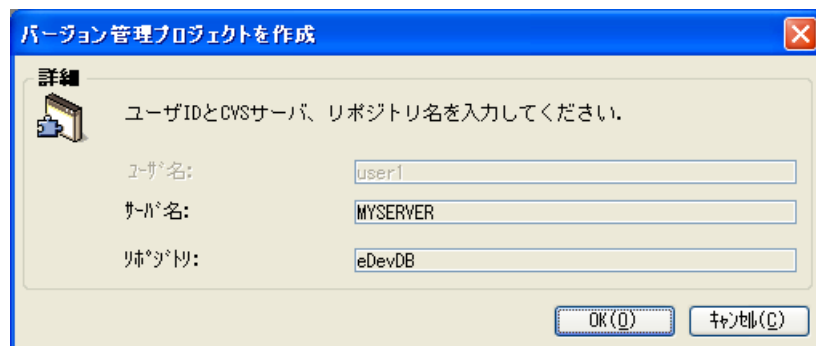 バージョン管理プロジェクトを作成
詳細
ユーザIDとCVSサーバ、リポジトリ名を入力してください.
ﾕｰｻﾞ名: user1
ｻｰﾊﾞ名: MYSERVER
ﾘﾎﾟｼﾞﾄﾘ: eDevDB
OK(O) ｷｬﾝｾﾙ(C)